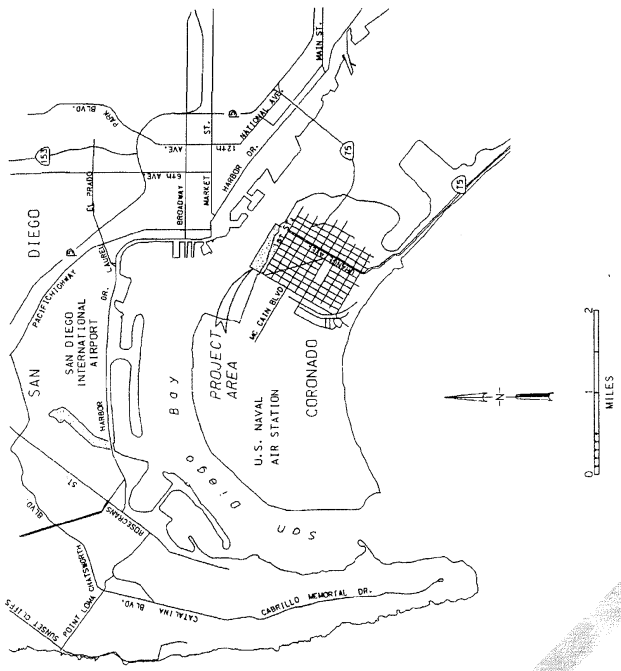 SAN DIEGO
PACIFIC HIGHWAY
SAN DIEGO
INTERNATIONAL
AIRPORT
LAUREL
EL PRADO
PARK BLVD.
6th AVE.
12th AVE.
BROADWAY
MARKET ST.
NATIONAL AVE.
MAIN ST.
HARBOR DR.
HARBOR DR.
75
75
ROSECRANS ST.
CHATSWORTH BLVD
POINT LOMA
SUNSET CLIFFS
CATALINA BLVD.
CABRILLO MEMORIAL DR.
San Diego Bay
PROJECT
AREA
U.S. NAVAL
AIR STATION
MC CAIN BLVD
CORONADO
N
0 1 2
MILES